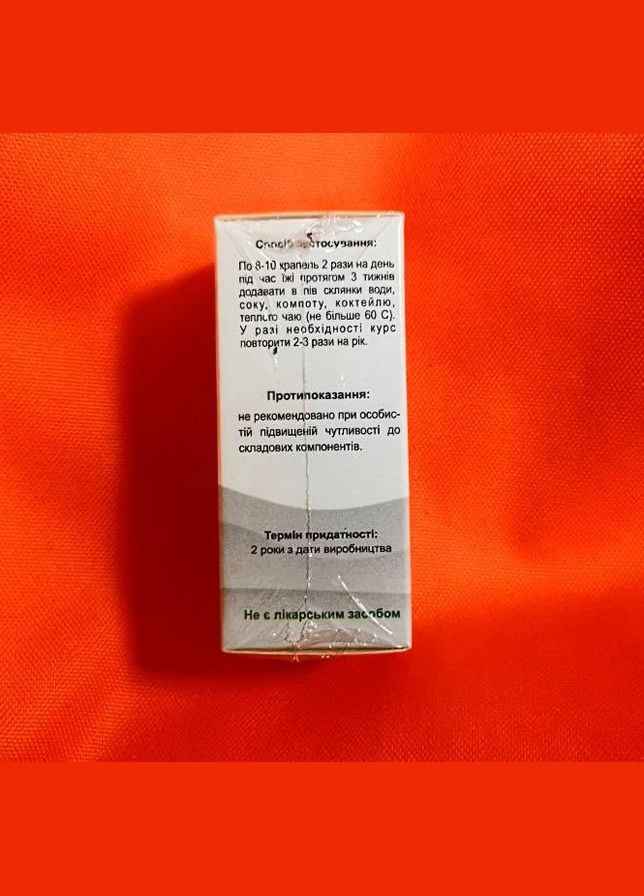 Спосіб застосування:
По 8-10 крапель 2 рази на день
під час їжі протягом 3 тижнів
додавати в пів склянки води,
соку, компоту, коктейлю,
теплого чаю (не більше 60 С).
У разі необхідності курс
повторити 2-3 рази на рік.
Протипоказання:
не рекомендовано при особис-
тій підвищеній чутливості до
складових компонентів.
Термін придатності:
2 роки з дати виробництва
Не є лікарським засобом